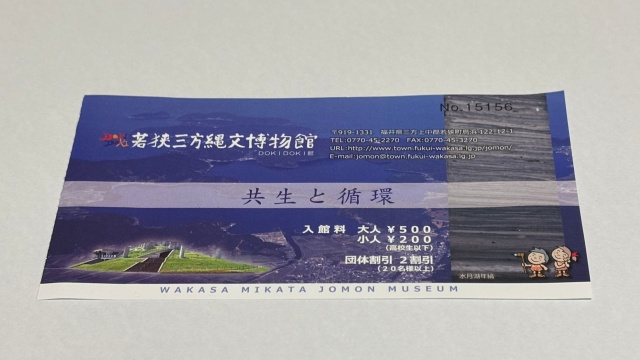 No.15156
若狭三方縄文博物館
DOKIDOKI館
〒919-1331 福井県三方上中郡若狭町鳥浜122-12-1
TEL:0770-45-2270 FAX:0770-45-3270
URL:http://www.town.fukui-wakasa.lg.jp/jomon/
E-mail:jomon@town.fukui-wakasa.lg.jp
共生と循環
入館料 大人 ¥500
小人 ¥200
(高校生以下)
団体割引 2割引
(20名様以上)
水月湖年縞
WAKASA MIKATA JOMON MUSEUM